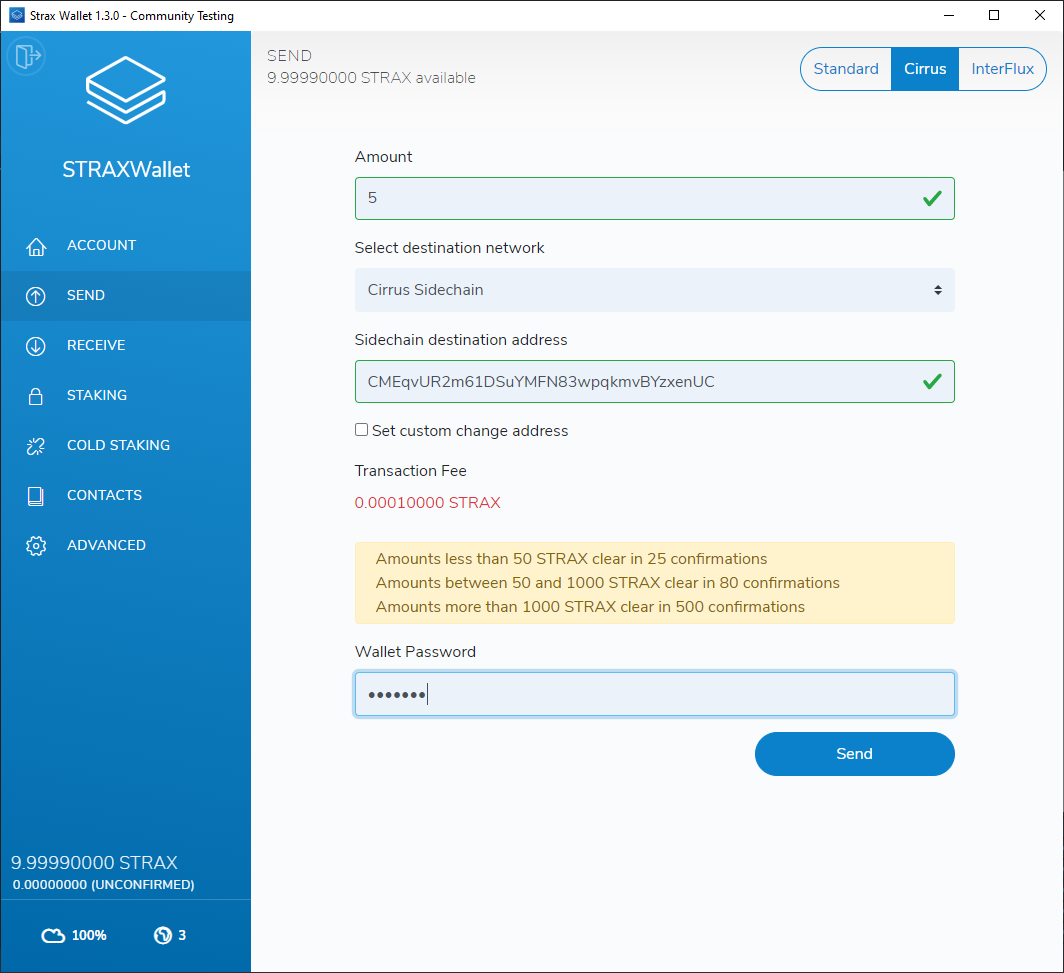 Strax Wallet 1.3.0 - Community Testing
STRAXWallet
ACCOUNT
SEND
RECEIVE
STAKING
COLD STAKING
CONTACTS
ADVANCED
9.99990000 STRAX
0.00000000 (UNCONFIRMED)
100% 3
SEND
9.99990000 STRAX available
Standard Cirrus InterFlux
Amount
5
Select destination network
Cirrus Sidechain
Sidechain destination address
CMEqvUR2m61DSuYMFN83wpqkmvBYzxenUC
Set custom change address
Transaction Fee
0.00010000 STRAX
Amounts less than 50 STRAX clear in 25 confirmations
Amounts between 50 and 1000 STRAX clear in 80 confirmations
Amounts more than 1000 STRAX clear in 500 confirmations
Wallet Password
•••••••
Send